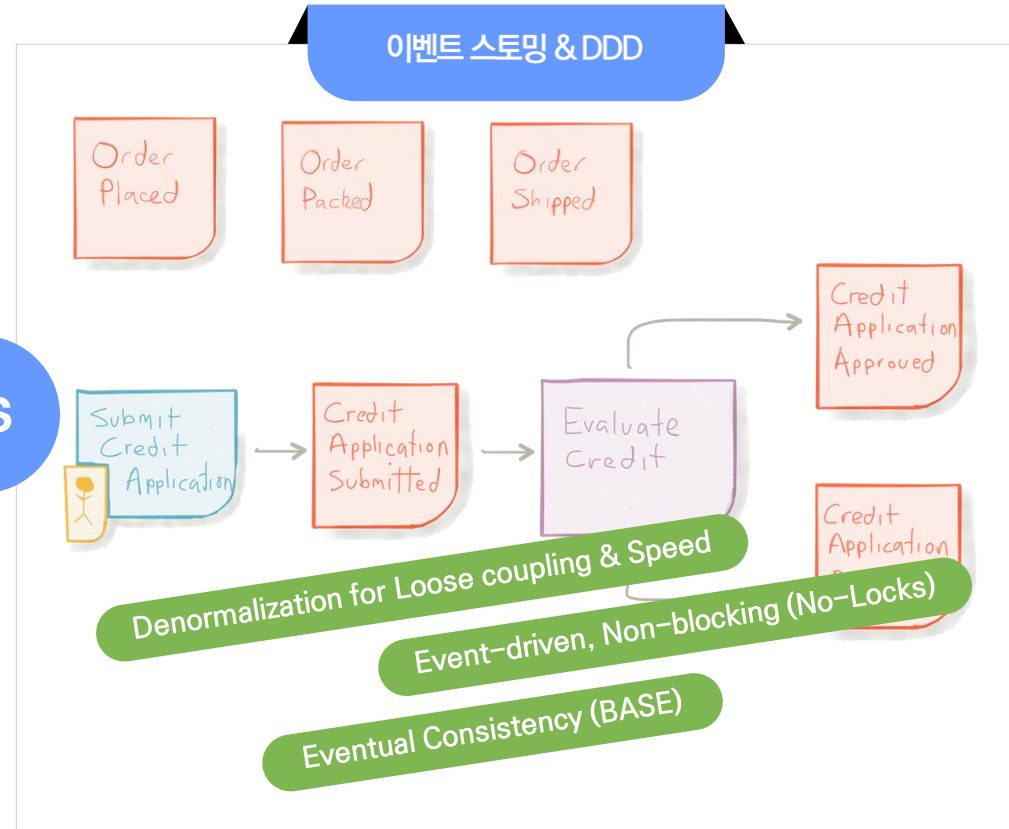 이벤트 스토밍 & DDD
Order
Placed
Order
Packed
Order
Shipped
Credit
Application
Approved
S
Submit
Credit
Application
Credit
Application
Submitted
Evaluate
Credit
Credit
Application
Denormalization for Loose coupling & Speed
Event-driven, Non-blocking (No-Locks)
Eventual Consistency (BASE)